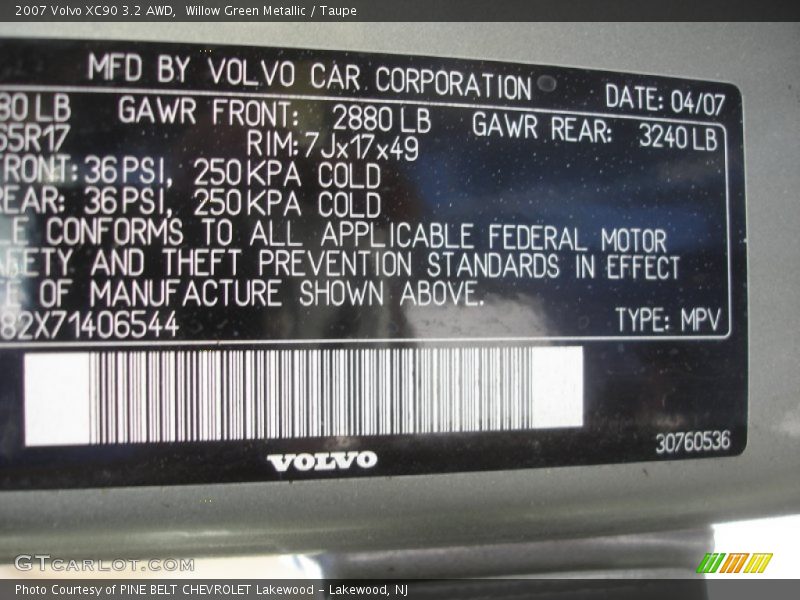 2007 Volvo XC90 3.2 AWD,  Willow Green Metallic / Taupe
MFD BY VOLVO CAR CORPORATION
DATE: 04/07
80 LB GAWR FRONT: 2880 LB GAWR REAR: 3240 LB
65R17 RIM: 7Jx17x49
FRONT: 36 PSI, 250 KPA COLD
REAR: 36 PSI, 250 KPA COLD
LE CONFORMS TO ALL APPLICABLE FEDERAL MOTOR
AFETY AND THEFT PREVENTION STANDARDS IN EFFECT
E OF MANUFACTURE SHOWN ABOVE.
82X71406544 TYPE: MPV
VOLVO
30760536
GTCARLOT.COM
Photo Courtesy of PINE BELT CHEVROLET Lakewood - Lakewood, NJ